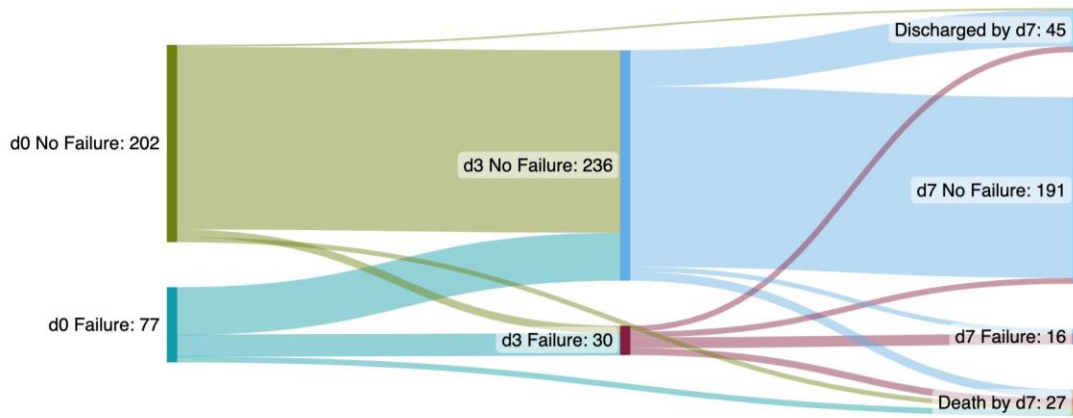 Discharged by d7: 45
d0 No Failure: 202
d3 No Failure: 236
d7 No Failure: 191
d0 Failure: 77
d3 Failure: 30
d7 Failure: 16
Death by d7: 27